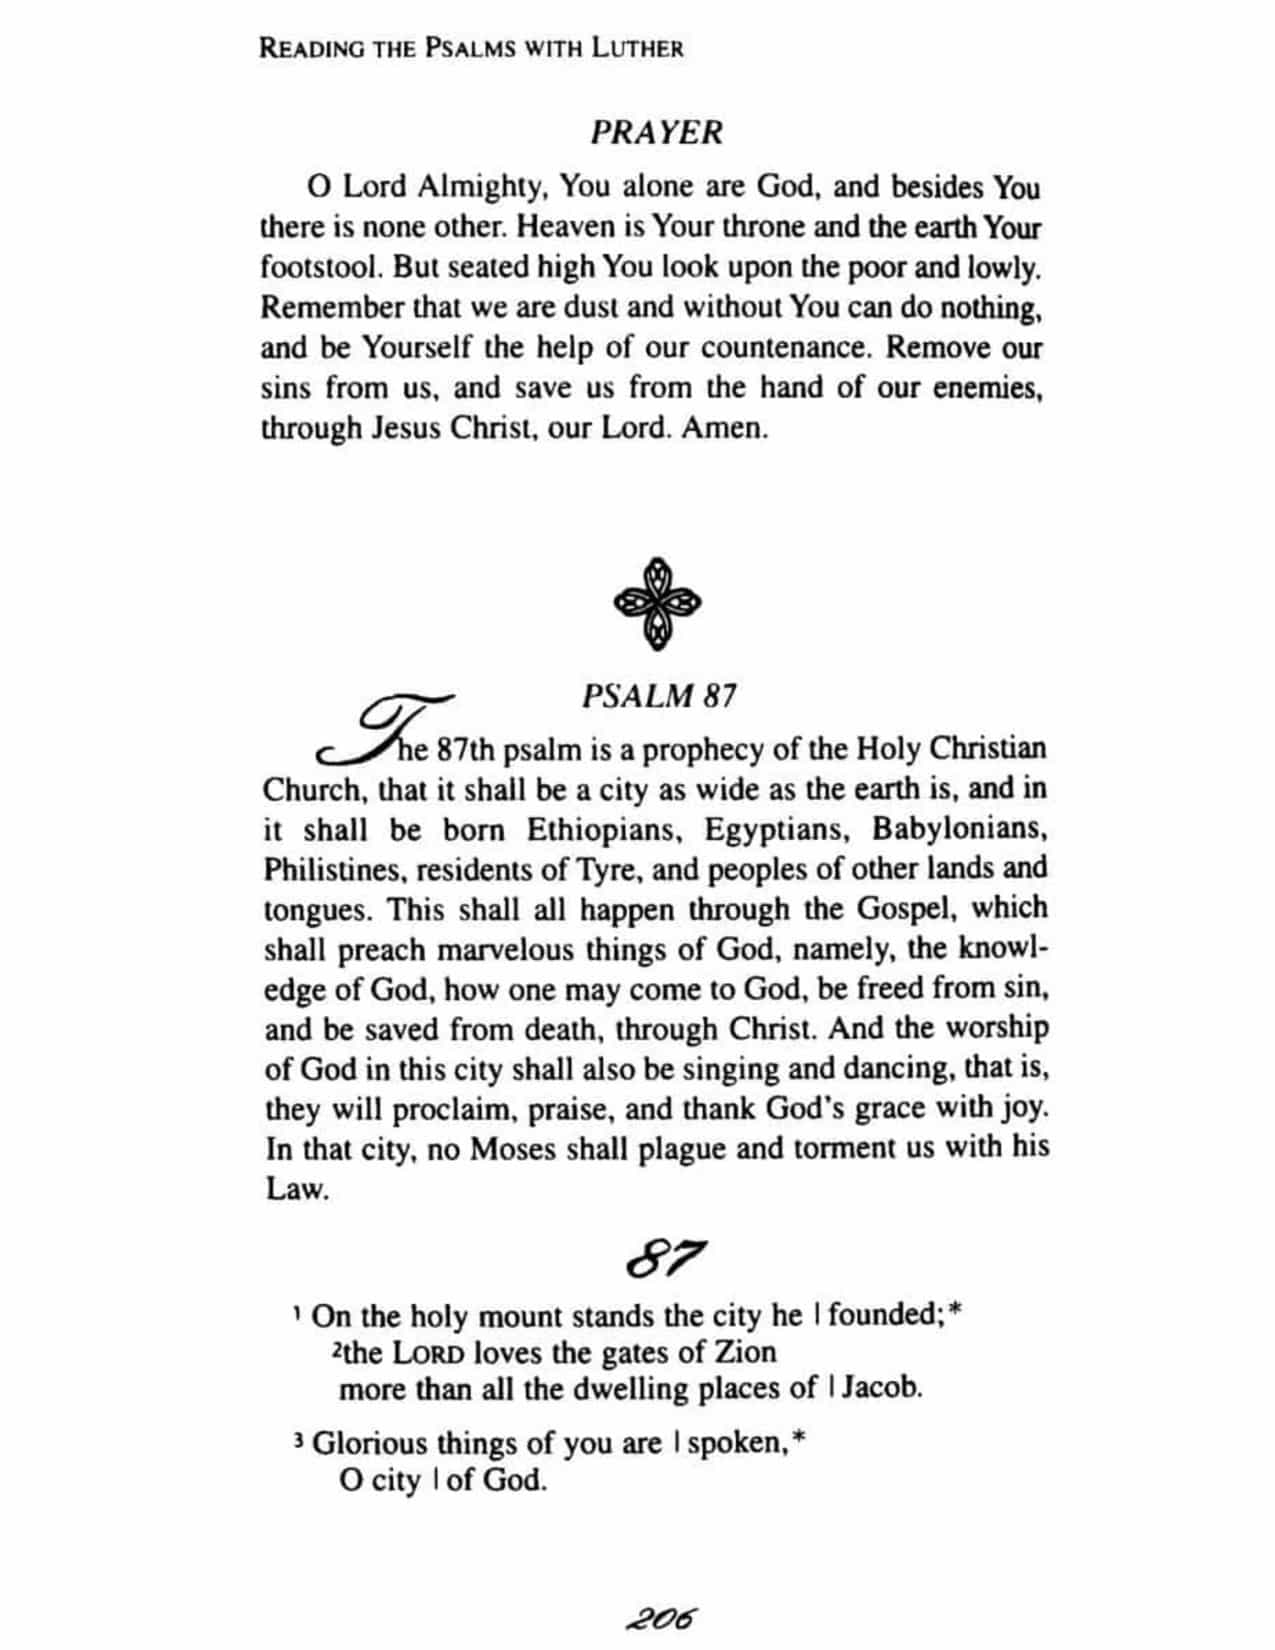 READING THE PSALMS WITH LUTHER
PRAYER
O Lord Almighty, You alone are God, and besides You
there is none other. Heaven is Your throne and the earth Your
footstool. But seated high You look upon the poor and lowly.
Remember that we are dust and without You can do nothing,
and be Yourself the help of our countenance. Remove our
sins from us, and save us from the hand of our enemies,
through Jesus Christ, our Lord. Amen.
PSALM 87
The 87th psalm is a prophecy of the Holy Christian
Church, that it shall be a city as wide as the earth is, and in
it shall be born Ethiopians, Egyptians, Babylonians,
Philistines, residents of Tyre, and peoples of other lands and
tongues. This shall all happen through the Gospel, which
shall preach marvelous things of God, namely, the knowl-
edge of God, how one may come to God, be freed from sin,
and be saved from death, through Christ. And the worship
of God in this city shall also be singing and dancing, that is,
they will proclaim, praise, and thank God's grace with joy.
In that city, no Moses shall plague and torment us with his
Law.
87
¹ On the holy mount stands the city he | founded;*
²the LORD loves the gates of Zion
more than all the dwelling places of | Jacob.
³ Glorious things of you are | spoken,*
O city | of God.
206